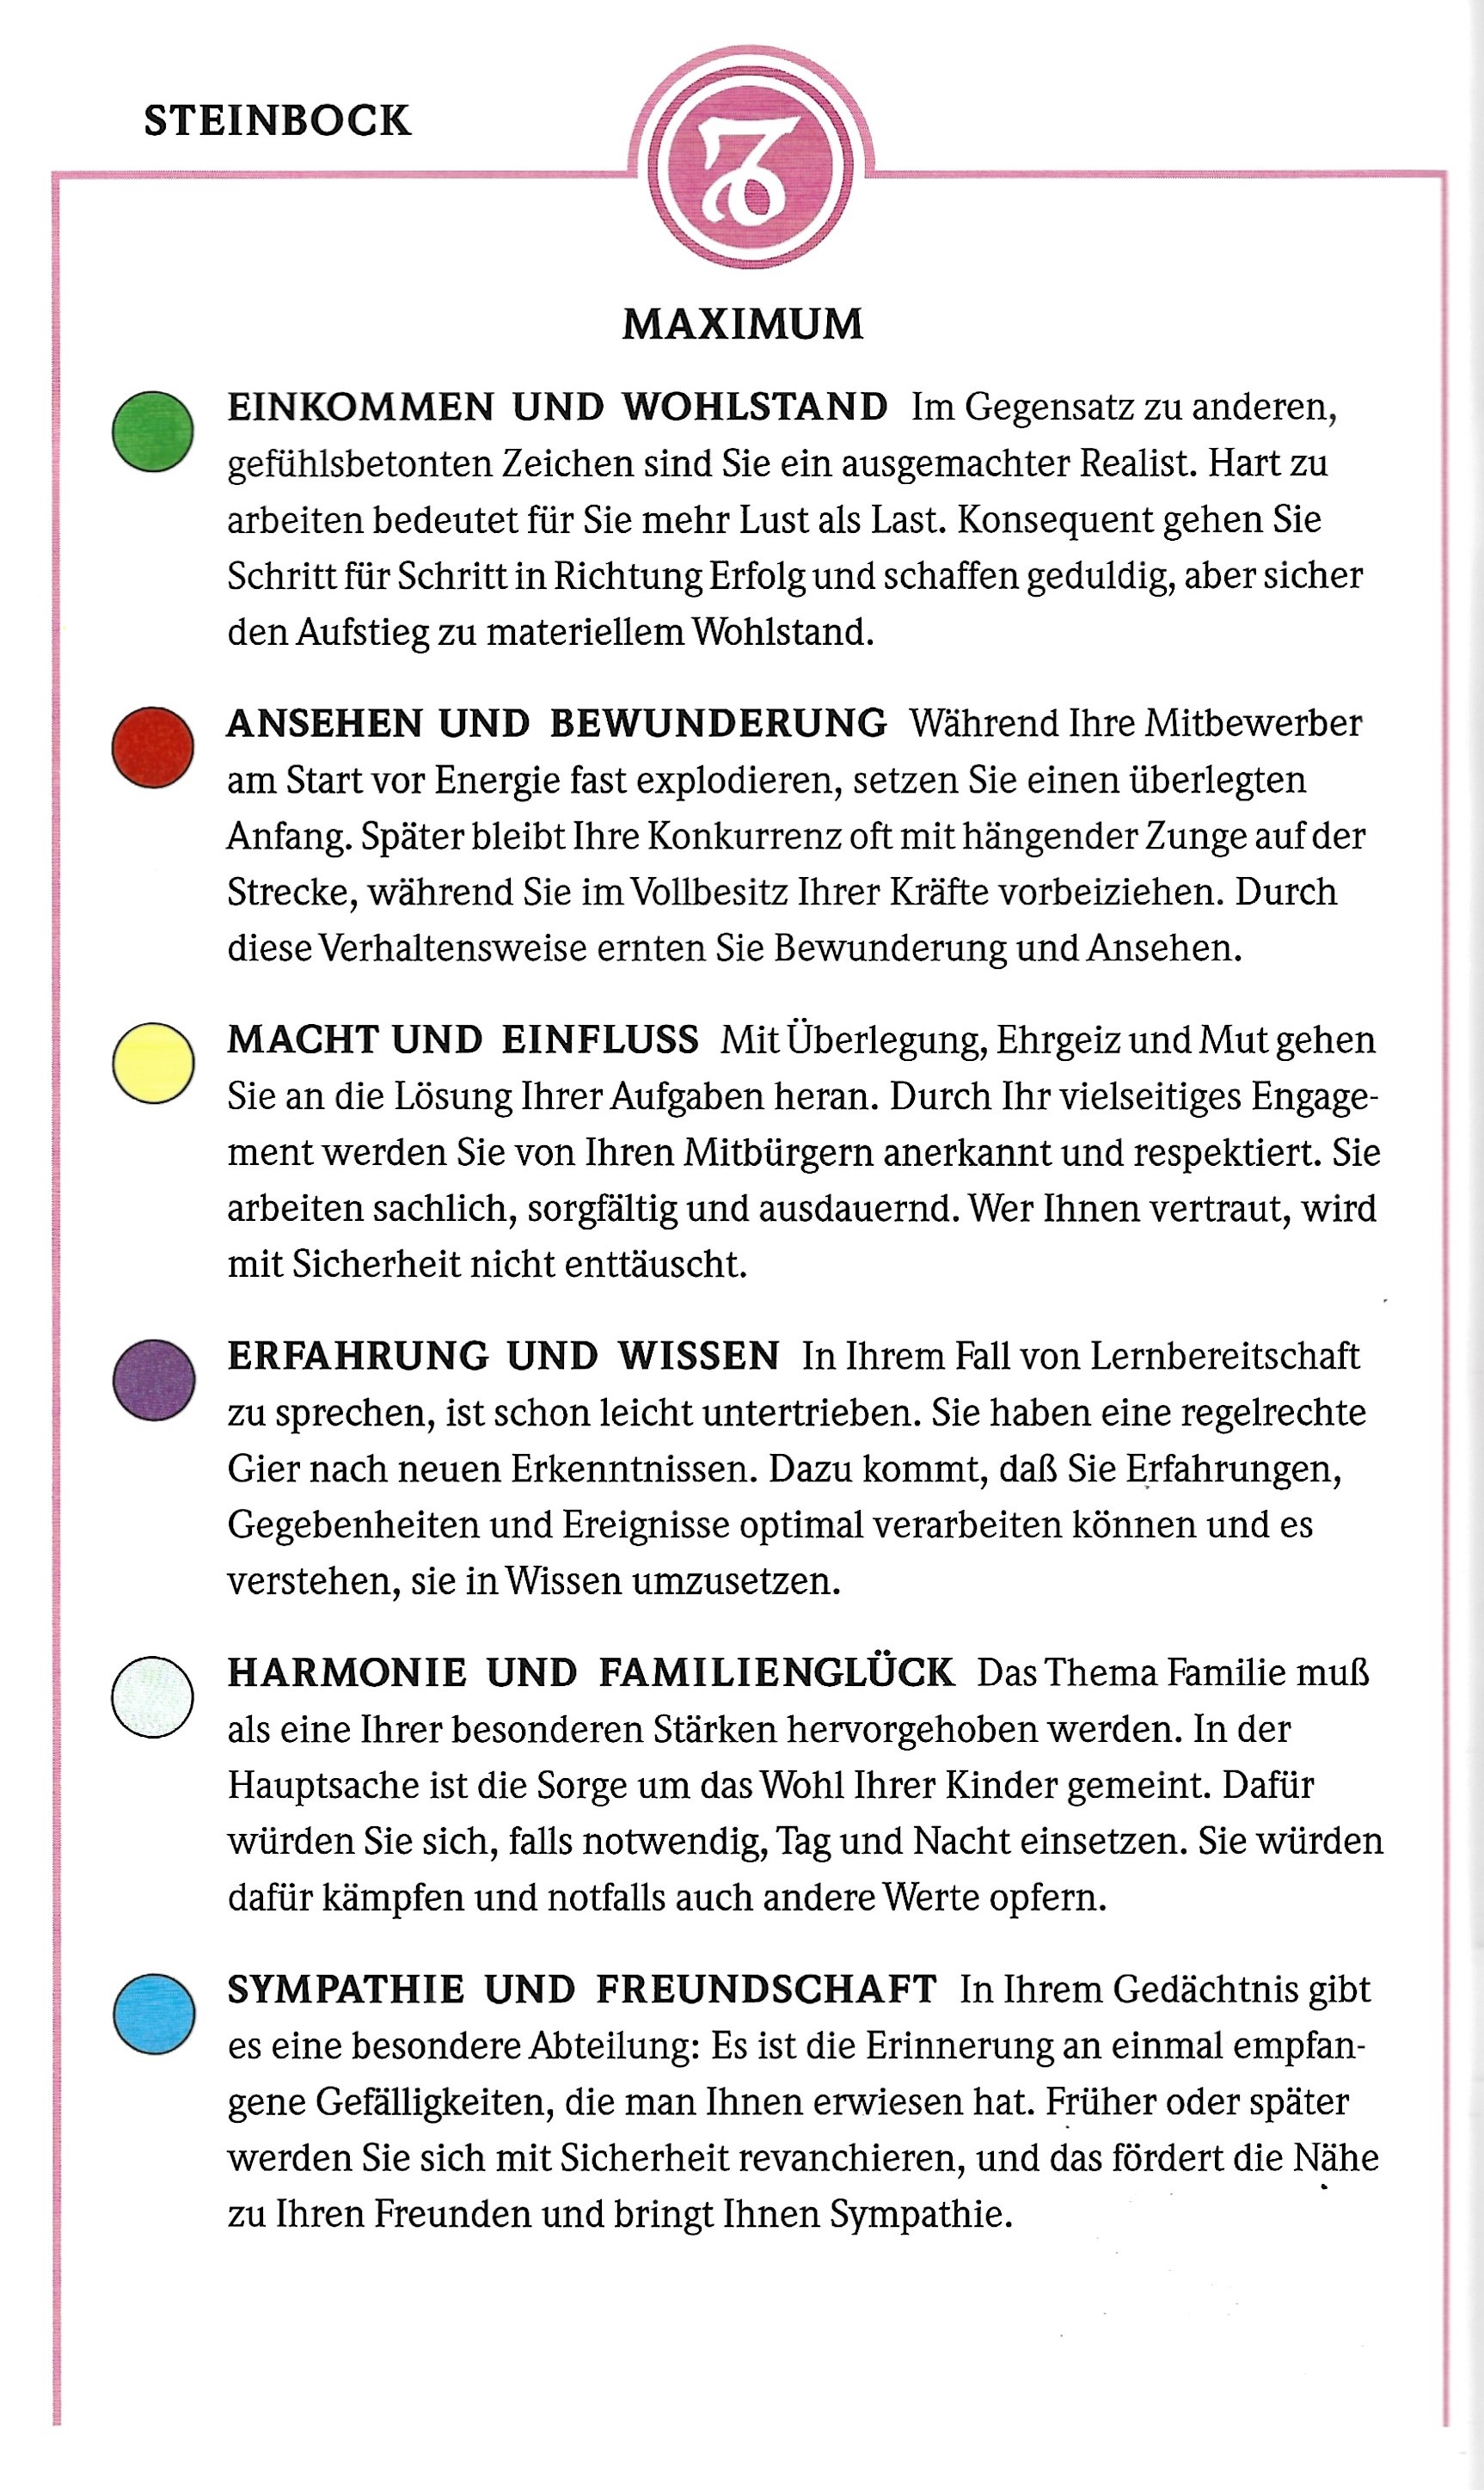 STEINBOCK
MAXIMUM
EINKOMMEN UND WOHLSTAND Im Gegensatz zu anderen,
gefühlsbetonten Zeichen sind Sie ein ausgemachter Realist. Hart zu
arbeiten bedeutet für Sie mehr Lust als Last. Konsequent gehen Sie
Schritt für Schritt in Richtung Erfolg und schaffen geduldig, aber sicher
den Aufstieg zu materiellem Wohlstand.
ANSEHEN UND BEWUNDERUNG Während Ihre Mitbewerber
am Start vor Energie fast explodieren, setzen Sie einen überlegten
Anfang. Später bleibt Ihre Konkurrenz oft mit hängender Zunge auf der
Strecke, während Sie im Vollbesitz Ihrer Kräfte vorbeiziehen. Durch
diese Verhaltensweise ernten Sie Bewunderung und Ansehen.
MACHT UND EINFLUSS Mit Überlegung, Ehrgeiz und Mut gehen
Sie an die Lösung Ihrer Aufgaben heran. Durch Ihr vielseitiges Engage-
ment werden Sie von Ihren Mitbürgern anerkannt und respektiert. Sie
arbeiten sachlich, sorgfältig und ausdauernd. Wer Ihnen vertraut, wird
mit Sicherheit nicht enttäuscht.
ERFAHRUNG UND WISSEN In Ihrem Fall von Lernbereitschaft
zu sprechen, ist schon leicht untertrieben. Sie haben eine regelrechte
Gier nach neuen Erkenntnissen. Dazu kommt, daß Sie Erfahrungen,
Gegebenheiten und Ereignisse optimal verarbeiten können und es
verstehen, sie in Wissen umzusetzen.
HARMONIE UND FAMILIENGLÜCK Das Thema Familie muß
als eine Ihrer besonderen Stärken hervorgehoben werden. In der
Hauptsache ist die Sorge um das Wohl Ihrer Kinder gemeint. Dafür
würden Sie sich, falls notwendig, Tag und Nacht einsetzen. Sie würden
dafür kämpfen und notfalls auch andere Werte opfern.
SYMPATHIE UND FREUNDSCHAFT In Ihrem Gedächtnis gibt
es eine besondere Abteilung: Es ist die Erinnerung an einmal empfan-
gene Gefälligkeiten, die man Ihnen erwiesen hat. Früher oder später
werden Sie sich mit Sicherheit revanchieren, und das fördert die Nähe
zu Ihren Freunden und bringt Ihnen Sympathie.